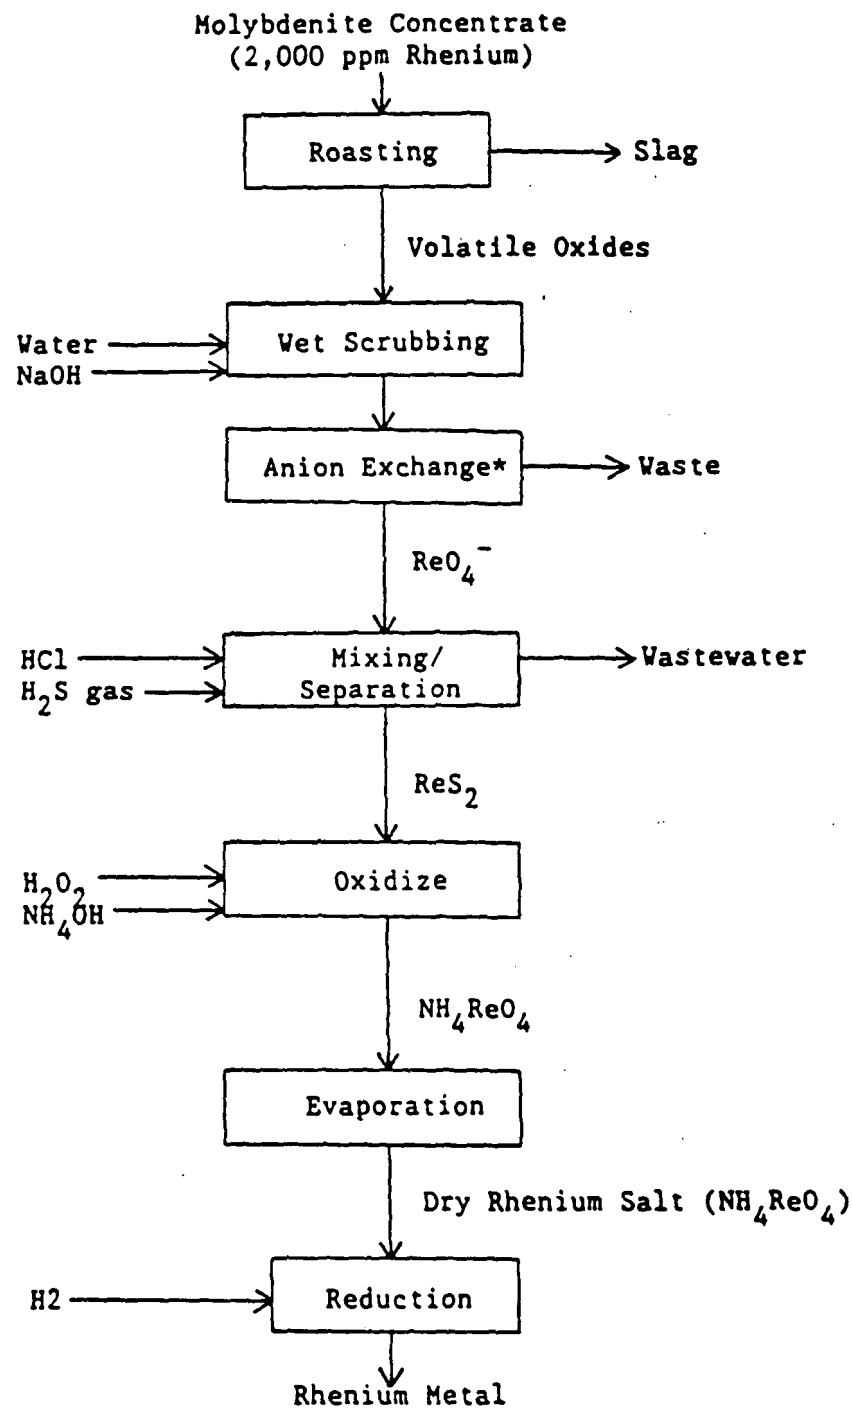 Molybdenite Concentrate
(2,000 ppm Rhenium)
Roasting
Slag
Volatile Oxides
Water
NaOH
Wet Scrubbing
Anion Exchange*
Waste
ReO₄⁻
HCl
H₂S gas
Mixing/
Separation
Wastewater
ReS₂
H₂O₂
NH₄OH
Oxidize
NH₄ReO₄
Evaporation
Dry Rhenium Salt (NH₄ReO₄)
H2
Reduction
Rhenium Metal